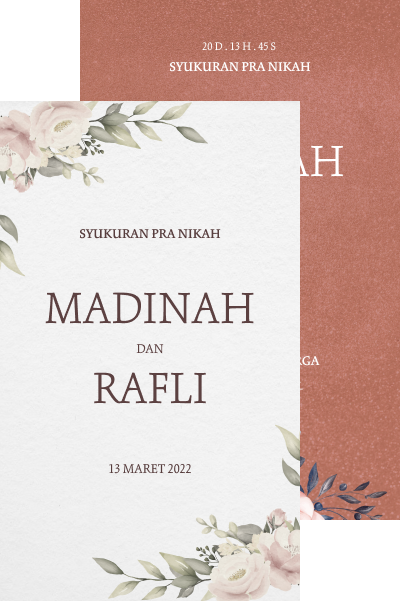 20 D . 13 H . 45 S
SYUKURAN PRA NIKAH
SYUKURAN PRA NIKAH
MADINAH
DAN
RAFLI
13 MARET 2022